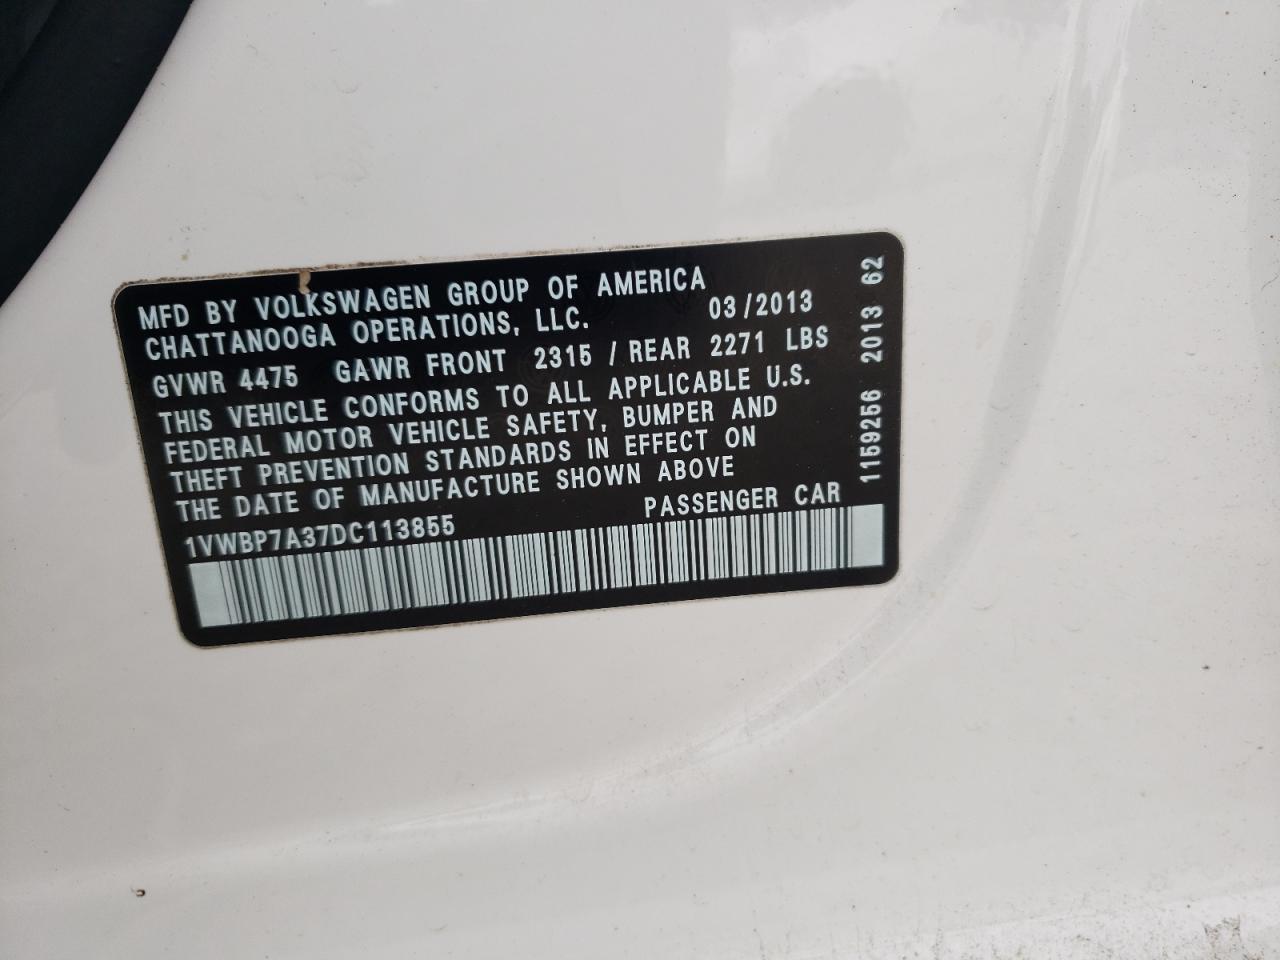 MFD BY VOLKSWAGEN GROUP OF AMERICA
CHATTANOOGA OPERATIONS, LLC. 03/2013
GVWR 4475 GAWR FRONT 2315 / REAR 2271 LBS
THIS VEHICLE CONFORMS TO ALL APPLICABLE U.S.
FEDERAL MOTOR VEHICLE SAFETY, BUMPER AND
THEFT PREVENTION STANDARDS IN EFFECT ON
THE DATE OF MANUFACTURE SHOWN ABOVE
1VWBP7A37DC113855 PASSENGER CAR
1159256 2013 62